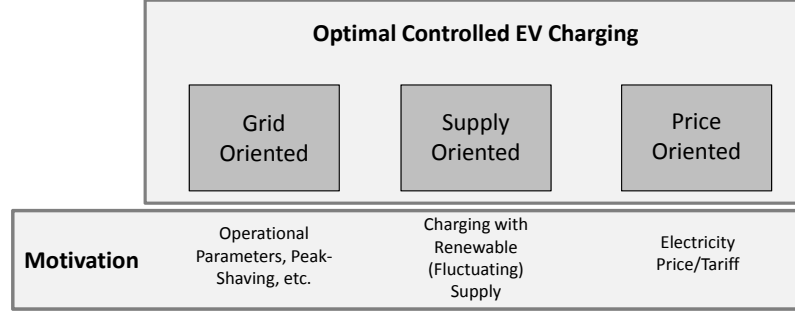 Optimal Controlled EV Charging
Grid
Oriented
Supply
Oriented
Price
Oriented
Motivation
Operational
Parameters, Peak-
Shaving, etc.
Charging with
Renewable
(Fluctuating)
Supply
Electricity
Price/Tariff